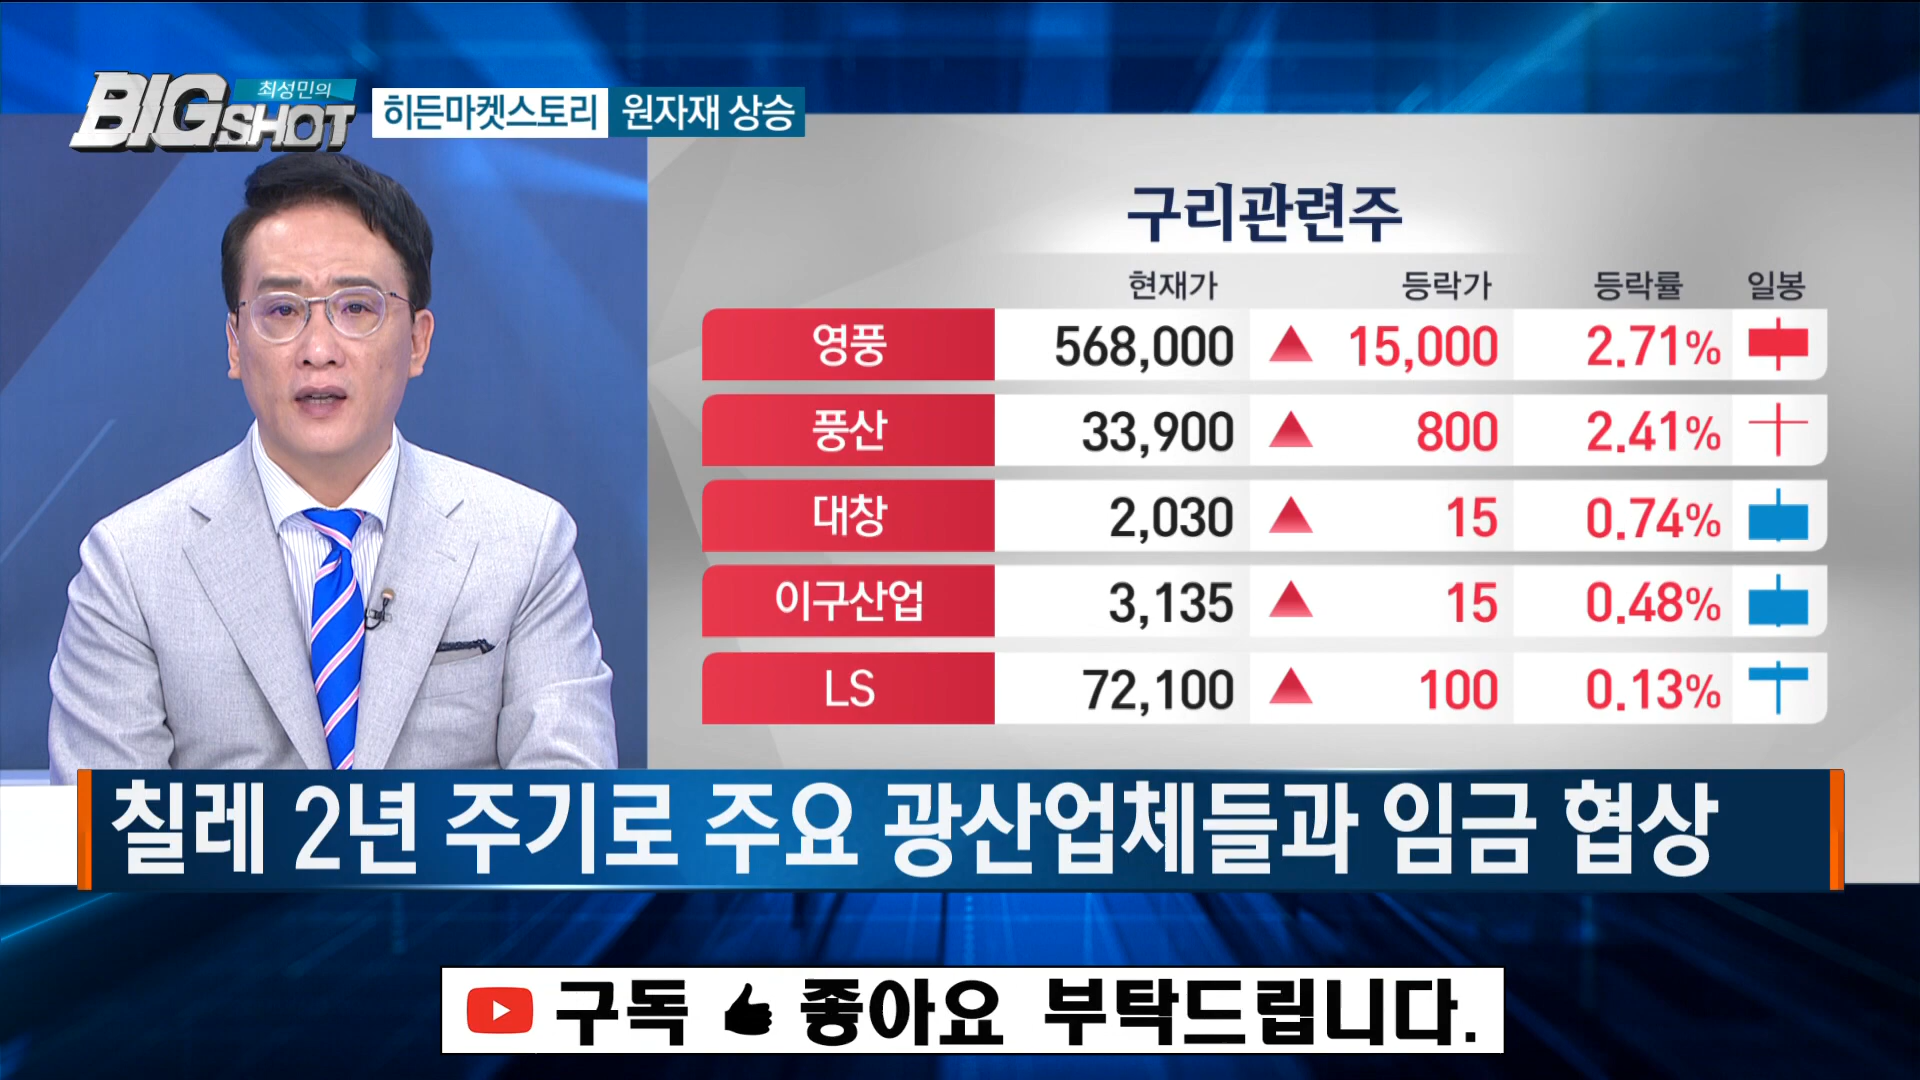 최성민의
BIGSHOT
히든마켓스토리 원자재 상승
구리관련주
현재가 등락가 등락률 일봉
영풍 568,000 ▲ 15,000 2.71%
풍산 33,900 ▲ 800 2.41%
대창 2,030 ▲ 15 0.74%
이구산업 3,135 ▲ 15 0.48%
LS 72,100 ▲ 100 0.13%
칠레 2년 주기로 주요 광산업체들과 임금 협상
구독 좋아요 부탁드립니다.